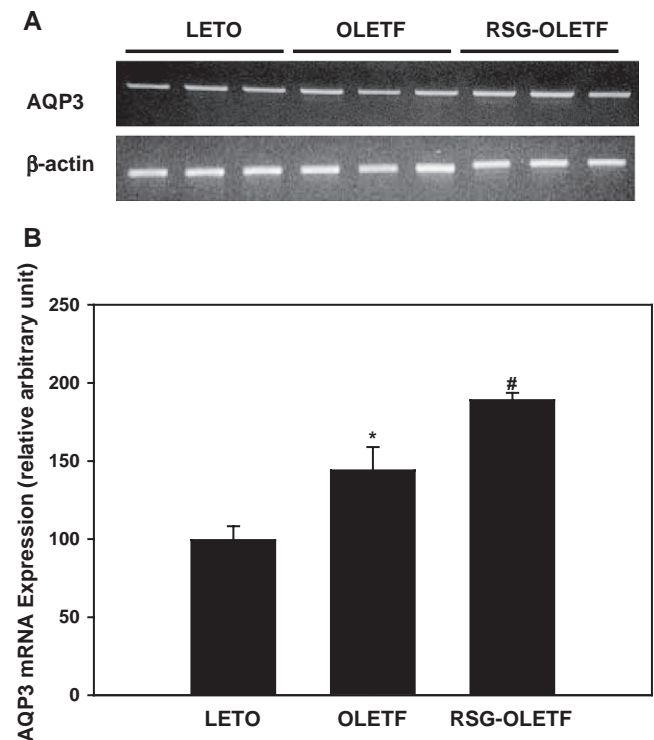 A
LETO OLETF RSG-OLETF
AQP3
β-actin
B
AQP3 mRNA Expression (relative arbitrary unit)
250
200
150
100
50
0
*
#
LETO OLETF RSG-OLETF